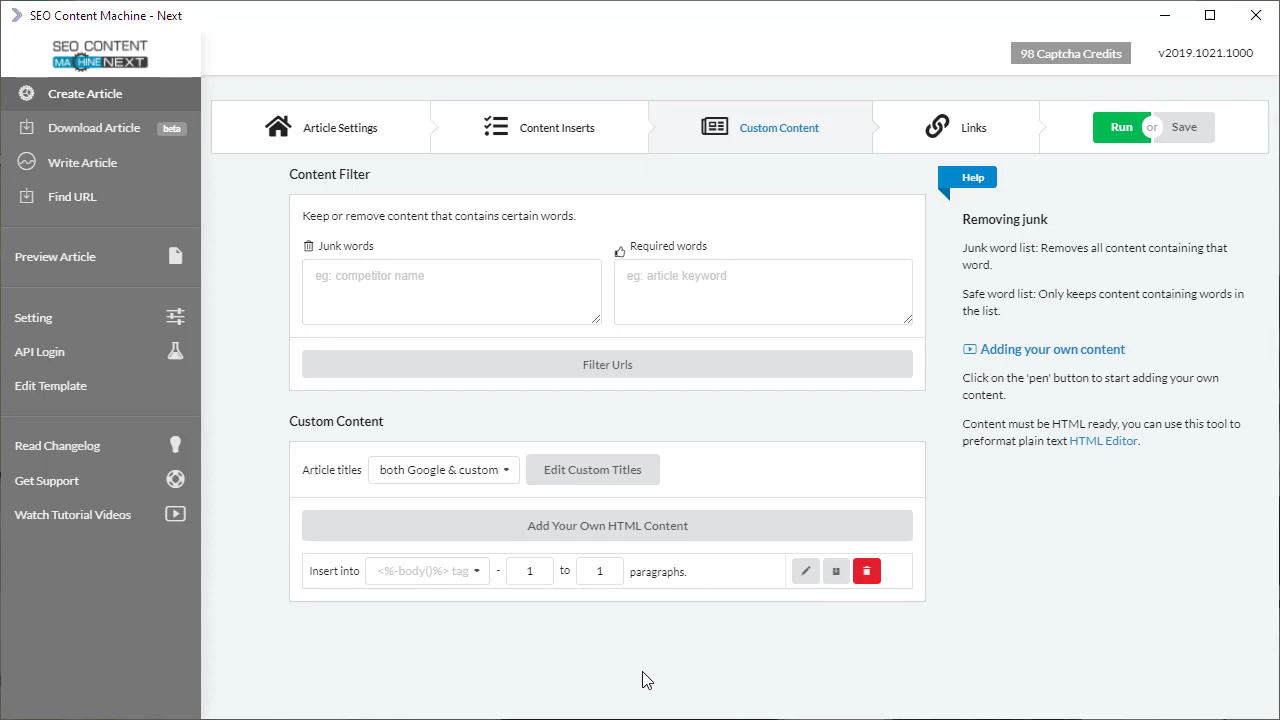 SEO Content Machine - Next
SEO CONTENT
MACHINE NEXT
98 Captcha Credits
v2019.1021.1000
Create Article
Download Article beta
Write Article
Find URL
Preview Article
Setting
API Login
Edit Template
Read Changelog
Get Support
Watch Tutorial Videos
Article Settings
Content Inserts
Custom Content
Links
Run or Save
Content Filter
Keep or remove content that contains certain words.
Junk words
Required words
eg: competitor name
eg: article keyword
Filter Urls
Custom Content
Article titles both Google & custom Edit Custom Titles
Add Your Own HTML Content
Insert into <%-body()%> tag - 1 to 1 paragraphs.
Help
Removing junk
Junk word list: Removes all content containing that
word.
Safe word list: Only keeps content containing words in
the list.
Adding your own content
Click on the 'pen' button to start adding your own
content.
Content must be HTML ready, you can use this tool to
preformat plain text HTML Editor.